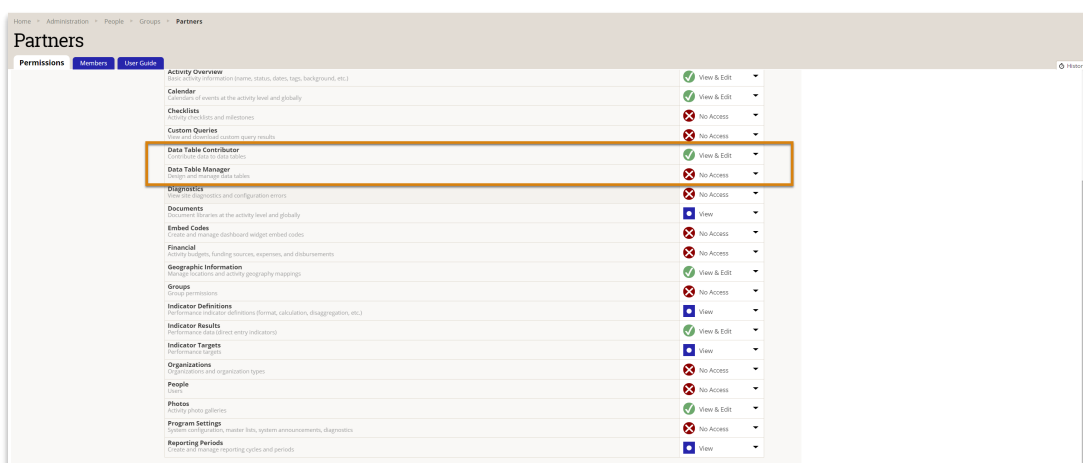 Home Administration People Groups Partners
Partners
Permissions Members User Guide
Histor
Activity Overview
Basic activity information (name, status, dates, tags, background, etc.)
View & Edit
Calendar
Calendars of events at the activity level and globally
View & Edit
Checklists
Activity checklists and milestones
No Access
Custom Queries
View and download custom query results
No Access
Data Table Contributor
Contribute data to data tables
View & Edit
Data Table Manager
Design and manage data tables
No Access
Diagnostics
View site diagnostics and configuration errors
No Access
Documents
Document libraries at the activity level and globally
View
Embed Codes
Create and manage dashboard widget embed codes
No Access
Financial
Activity budgets, funding sources, expenses, and disbursements
No Access
Geographic Information
Manage locations and activity geography mappings
View & Edit
Groups
Group permissions
No Access
Indicator Definitions
Performance indicator definitions (format, calculation, disaggregation, etc.)
View
Indicator Results
Performance data (direct entry indicators)
View & Edit
Indicator Targets
Performance targets
View
Organizations
Organizations and organization types
No Access
People
Users
No Access
Photos
Activity photo galleries
View & Edit
Program Settings
System configuration, master lists, system announcements, diagnostics
No Access
Reporting Periods
Create and manage reporting cycles and periods
View